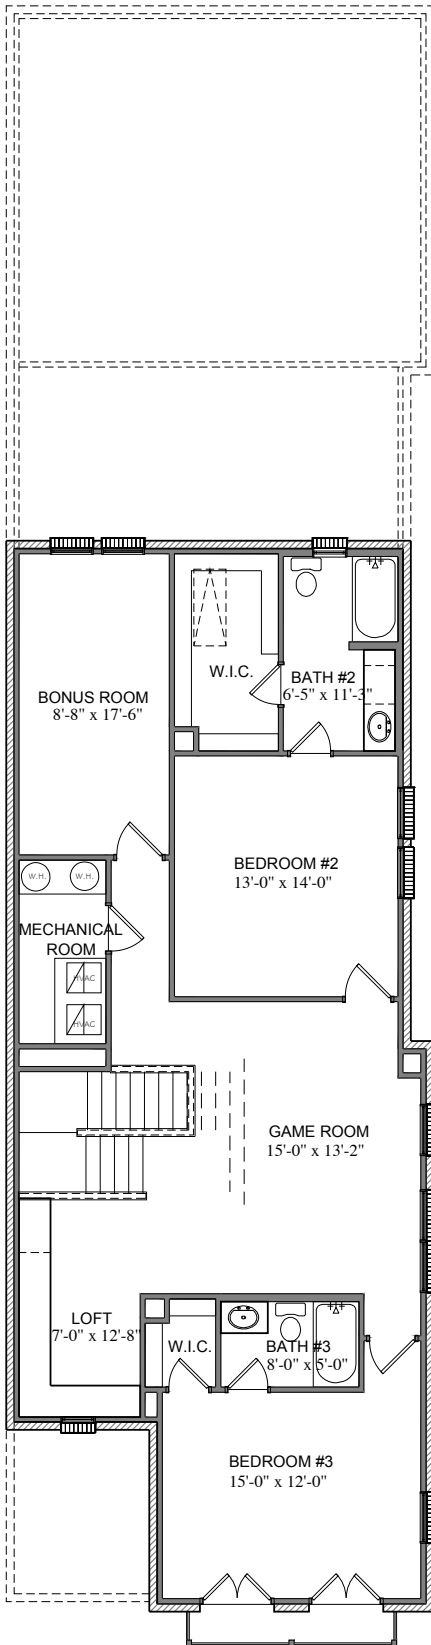 W.I.C.
BATH #2
6'-5" x 11'-3"
BONUS ROOM
8'-8" x 17'-6"
BEDROOM #2
13'-0" x 14'-0"
W.H.
W.H.
MECHANICAL
ROOM
HVAC
HVAC
GAME ROOM
15'-0" x 13'-2"
LOFT
7'-0" x 12'-8"
W.I.C.
BATH #3
8'-0" x 5'-0"
BEDROOM #3
15'-0" x 12'-0"